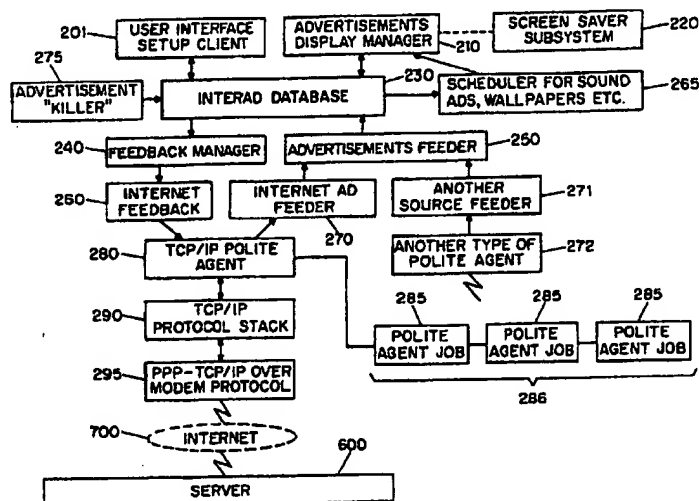 201
USER INTERFACE
SETUP CLIENT
ADVERTISEMENTS
DISPLAY MANAGER
210
SCREEN SAVER
SUBSYSTEM
220
275
ADVERTISEMENT
"KILLER"
230
INTERAD DATABASE
SCHEDULER FOR SOUND
ADS, WALLPAPERS ETC.
265
240
FEEDBACK MANAGER
ADVERTISEMENTS FEEDER
250
260
INTERNET
FEEDBACK
INTERNET AD
FEEDER
270
ANOTHER
SOURCE FEEDER
271
280
TCP/IP POLITE
AGENT
ANOTHER TYPE OF
POLITE AGENT
272
290
TCP/IP
PROTOCOL STACK
285
285
285
POLITE
AGENT JOB
POLITE
AGENT JOB
POLITE
AGENT JOB
286
295
PPP-TCP/IP OVER
MODEM PROTOCOL
700
INTERNET
600
SERVER